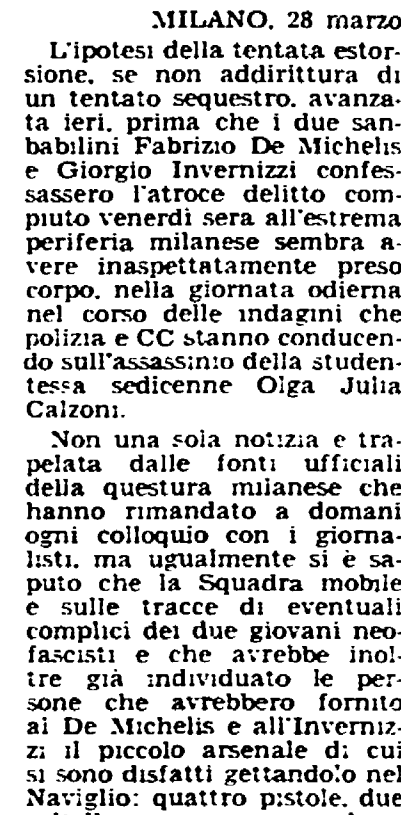 MILANO, 28 marzo
L'ipotesi della tentata estor-
sione, se non addirittura di
un tentato sequestro, avanza-
ta ieri, prima che i due san-
babilini Fabrizio De Michelis
e Giorgio Invernizzi confes-
sassero l'atroce delitto com-
piuto venerdì sera all'estrema
periferia milanese sembra a-
vere inaspettatamente preso
corpo, nella giornata odierna
nel corso delle indagini che
polizia e CC stanno conducen-
do sull'assassinio della studen-
tessa sedicenne Olga Julia
Calzoni.
Non una sola notizia è tra-
pelata dalle fonti ufficiali
della questura milanese che
hanno rimandato a domani
ogni colloquio con i giorna-
listi, ma ugualmente si è sa-
puto che la Squadra mobile
è sulle tracce di eventuali
complici dei due giovani neo-
fascisti e che avrebbe inol-
tre già individuato le per-
sone che avrebbero fornito
al De Michelis e all'Inverniz-
zi il piccolo arsenale di cui
si sono disfatti gettandolo nel
Naviglio: quattro pistole, due